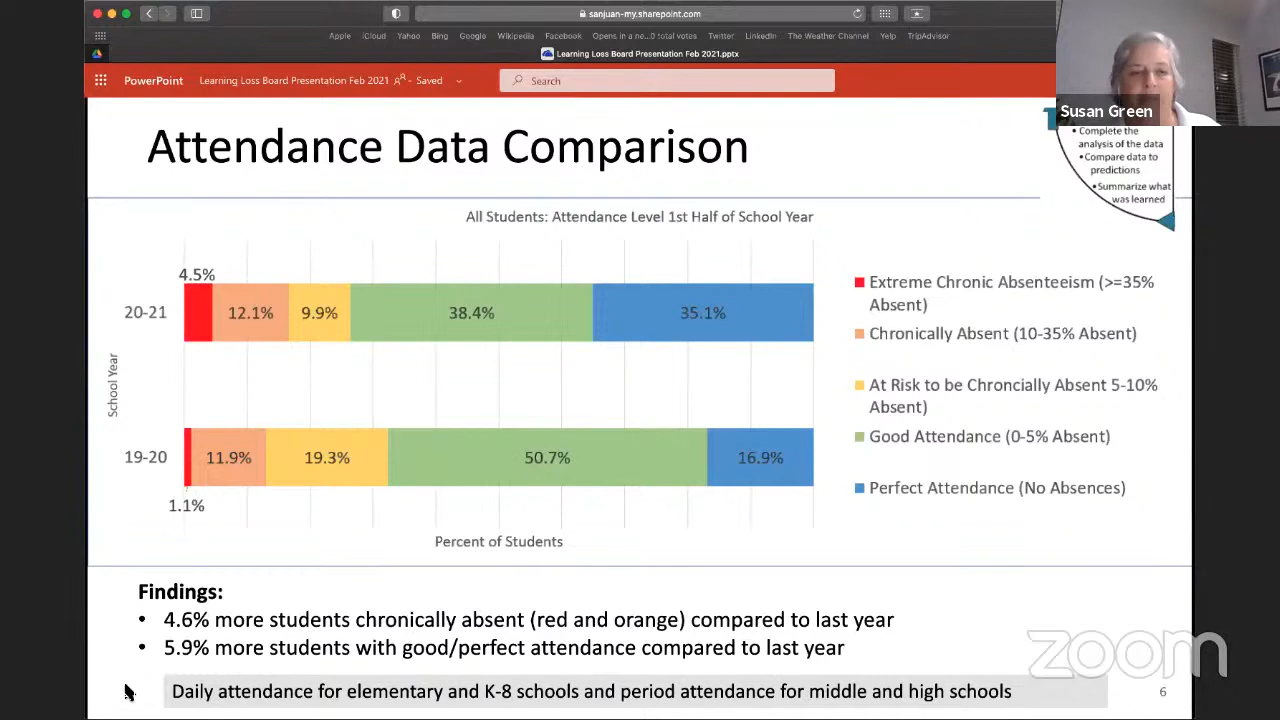 sanjuan-my.sharepoint.com
Apple iCloud Yahoo Bing Google Wikipedia Facebook Opens in a ne...0 total votes Twitter LinkedIn The Weather Channel Yelp TripAdvisor
Learning Loss Board Presentation Feb 2021.pptx
PowerPoint Learning Loss Board Presentation Feb 2021 - Saved Search
Susan Green
• Complete the
analysis of the data
• Compare data to
predictions
• Summarize what
was learned
Attendance Data Comparison
All Students: Attendance Level 1st Half of School Year
4.5%
20-21 12.1% 9.9% 38.4% 35.1%
School Year
19-20 11.9% 19.3% 50.7% 16.9%
1.1%
Percent of Students
Extreme Chronic Absenteeism (>=35%
Absent)
Chronically Absent (10-35% Absent)
At Risk to be Chroncially Absent 5-10%
Absent)
Good Attendance (0-5% Absent)
Perfect Attendance (No Absences)
Findings:
• 4.6% more students chronically absent (red and orange) compared to last year
• 5.9% more students with good/perfect attendance compared to last year
Daily attendance for elementary and K-8 schools and period attendance for middle and high schools
6
zoom